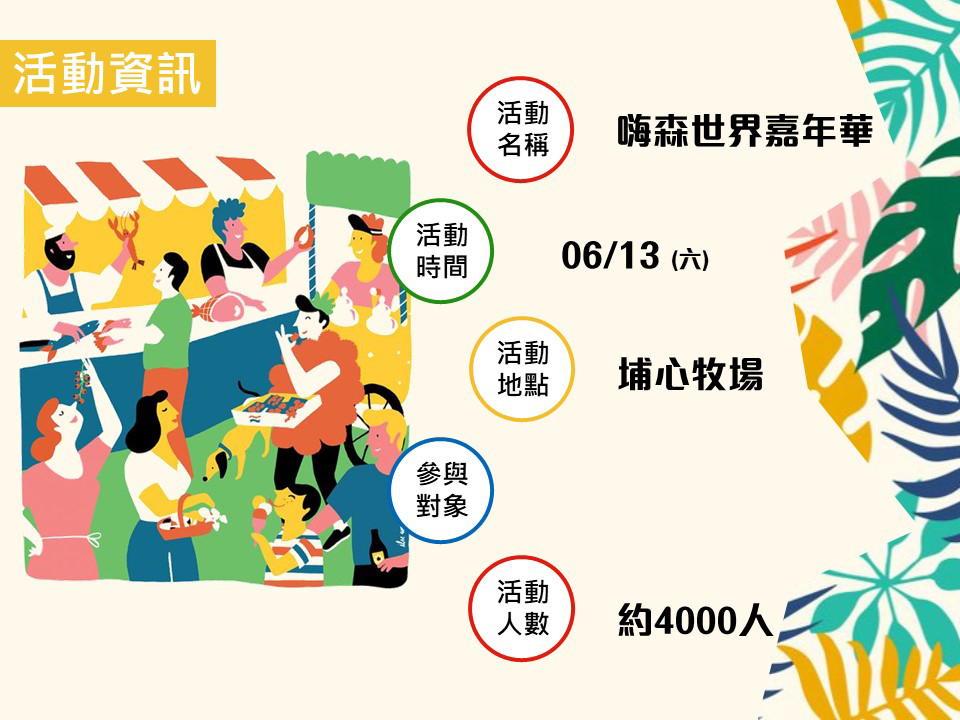 活動資訊
活動
名稱
嗨森世界嘉年華
活動
時間
06/13 (六)
活動
地點
埔心牧場
參與
對象
活動
人數
約4000人